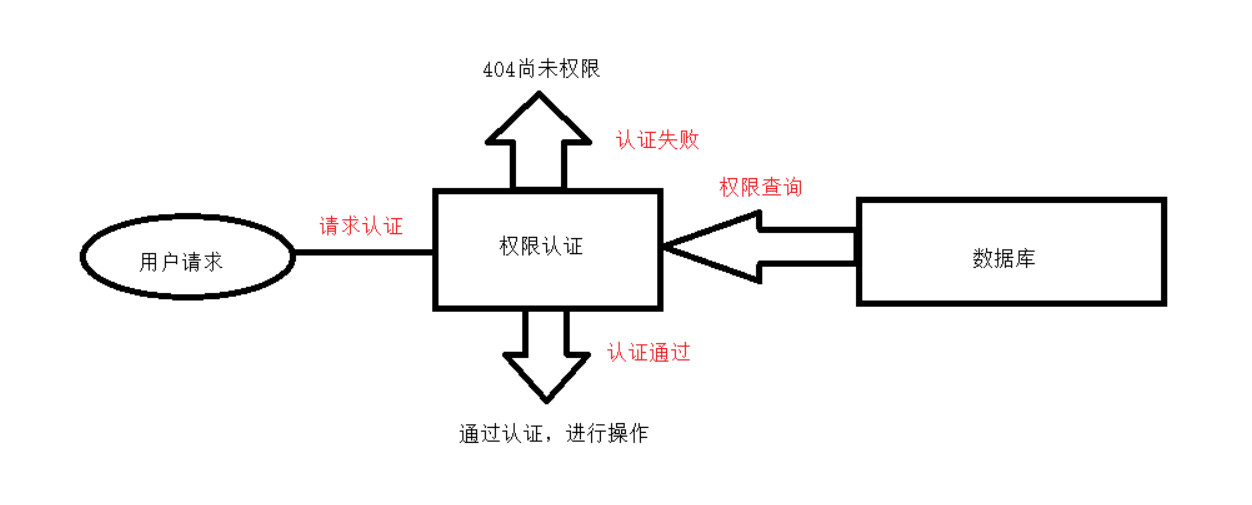 404尚未权限
认证失败
权限查询
请求认证
用户请求
权限认证
数据库
认证通过
通过认证，进行操作